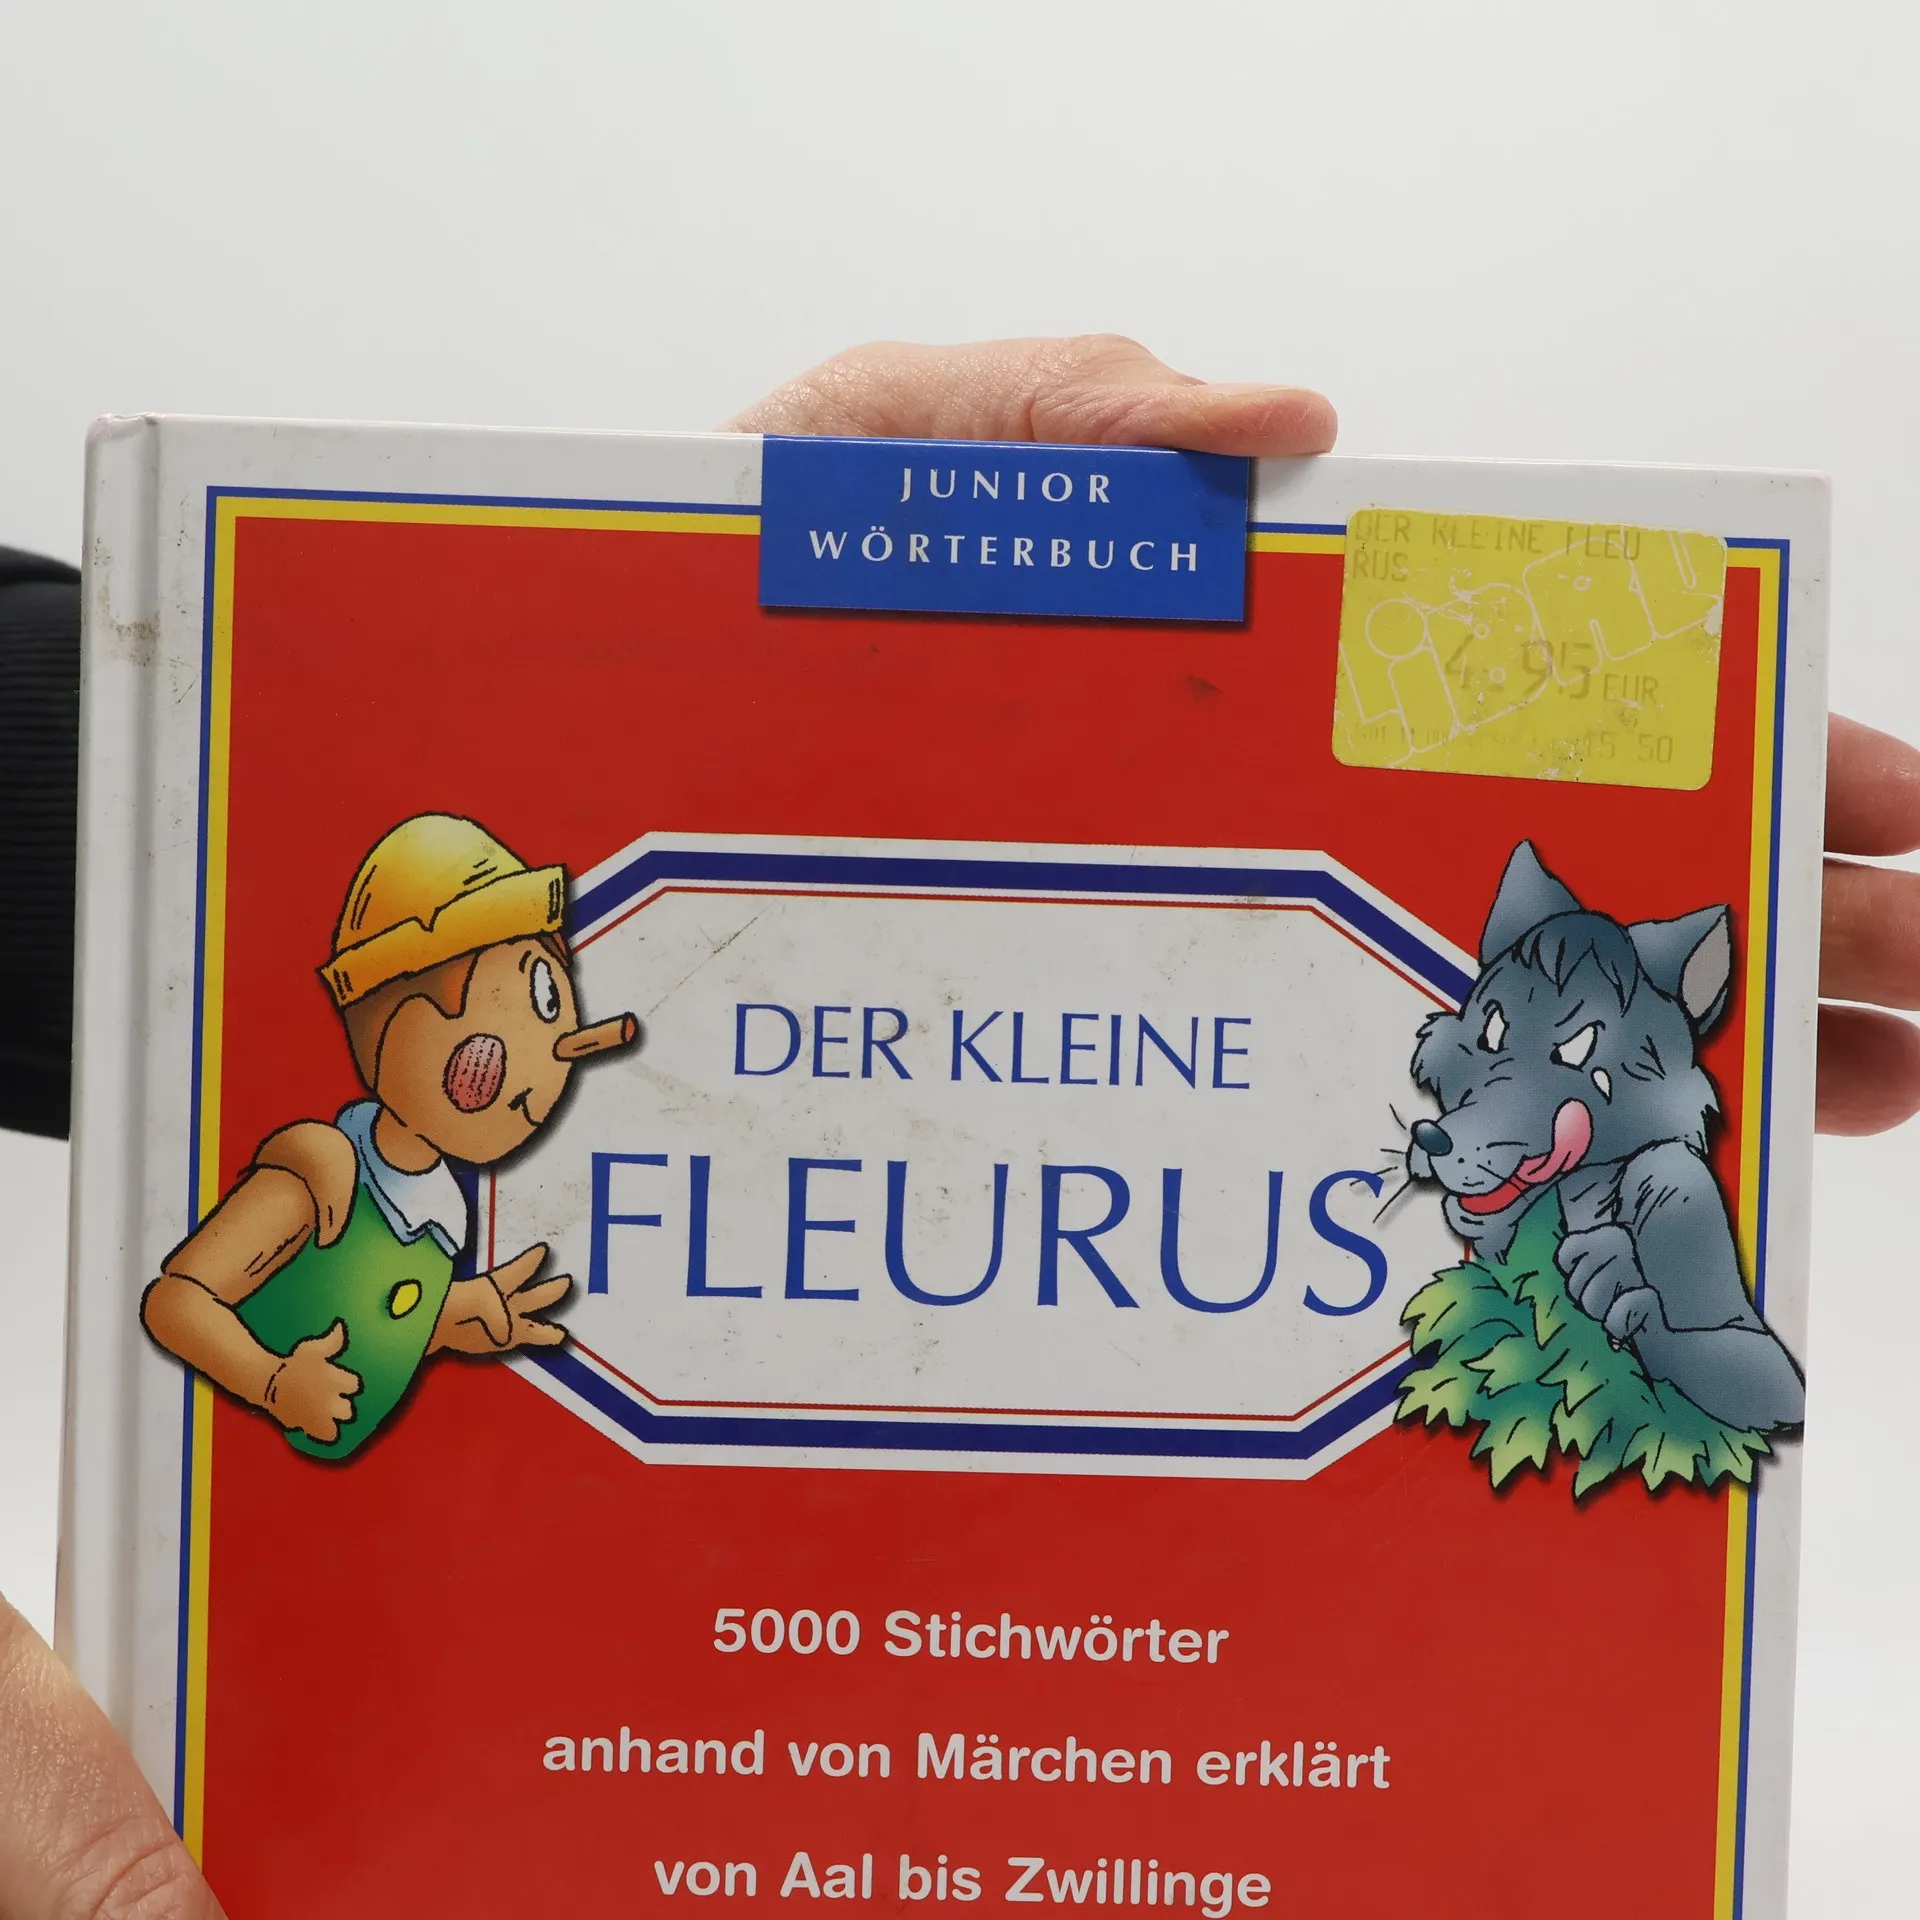 JUNIOR
WÖRTERBUCH
DER KLEINE FLEU
RUS
4.95 EUR
DER KLEINE
FLEURUS
5000 Stichwörter
anhand von Märchen erklärt
von Aal bis Zwillinge